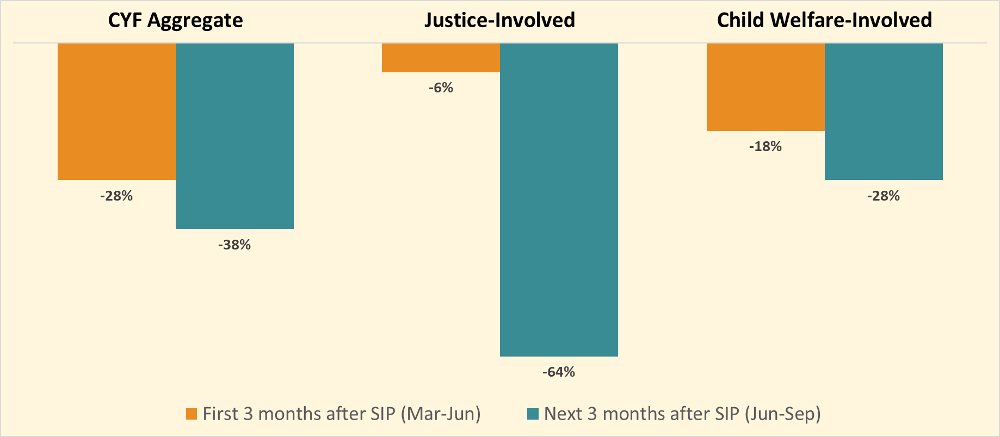 CYF Aggregate
Justice-Involved
Child Welfare-Involved
-28%
-38%
-6%
-64%
-18%
-28%
First 3 months after SIP (Mar-Jun)
Next 3 months after SIP (Jun-Sep)